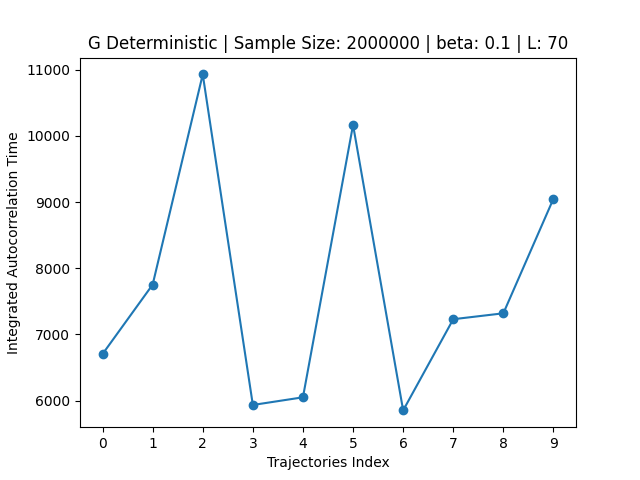 G Deterministic | Sample Size: 2000000 | beta: 0.1 | L: 70
Integrated Autocorrelation Time
11000
10000
9000
8000
7000
6000
0 1 2 3 4 5 6 7 8 9
Trajectories Index